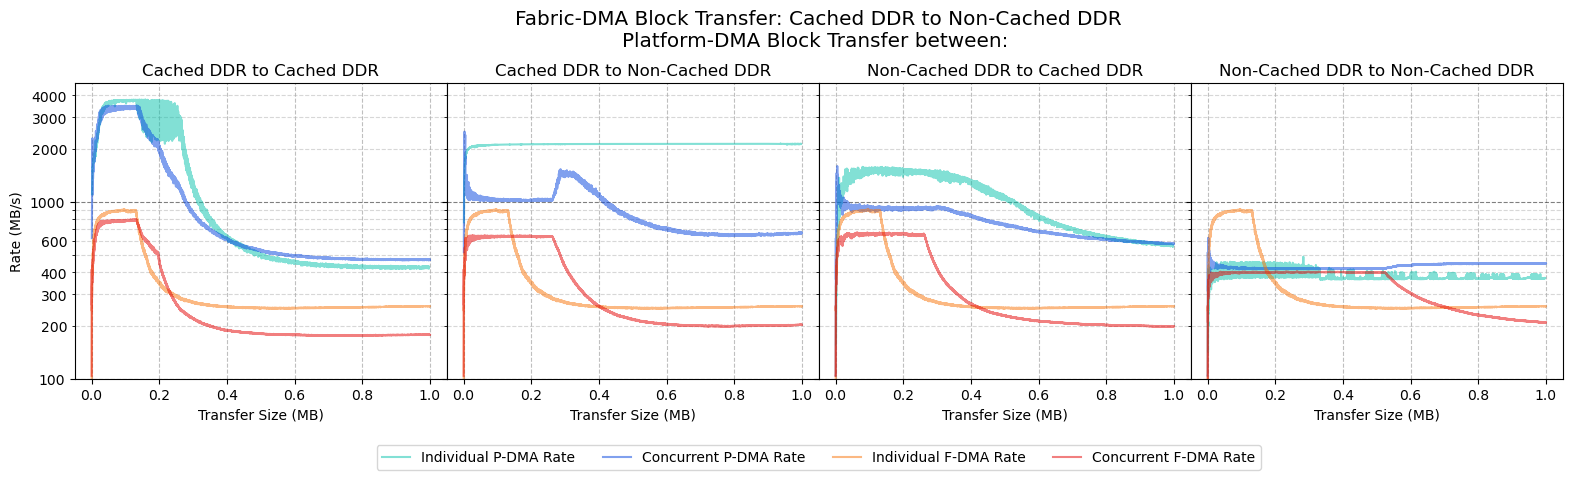 Fabric-DMA Block Transfer: Cached DDR to Non-Cached DDR
Platform-DMA Block Transfer between:
Cached DDR to Cached DDR
Cached DDR to Non-Cached DDR
Non-Cached DDR to Cached DDR
Non-Cached DDR to Non-Cached DDR
Rate (MB/s)
4000
3000
2000
1000
600
400
300
200
100
0.0 0.2 0.4 0.6 0.8 1.0
0.0 0.2 0.4 0.6 0.8 1.0
0.0 0.2 0.4 0.6 0.8 1.0
0.0 0.2 0.4 0.6 0.8 1.0
Transfer Size (MB)
Transfer Size (MB)
Transfer Size (MB)
Transfer Size (MB)
Individual P-DMA Rate
Concurrent P-DMA Rate
Individual F-DMA Rate
Concurrent F-DMA Rate